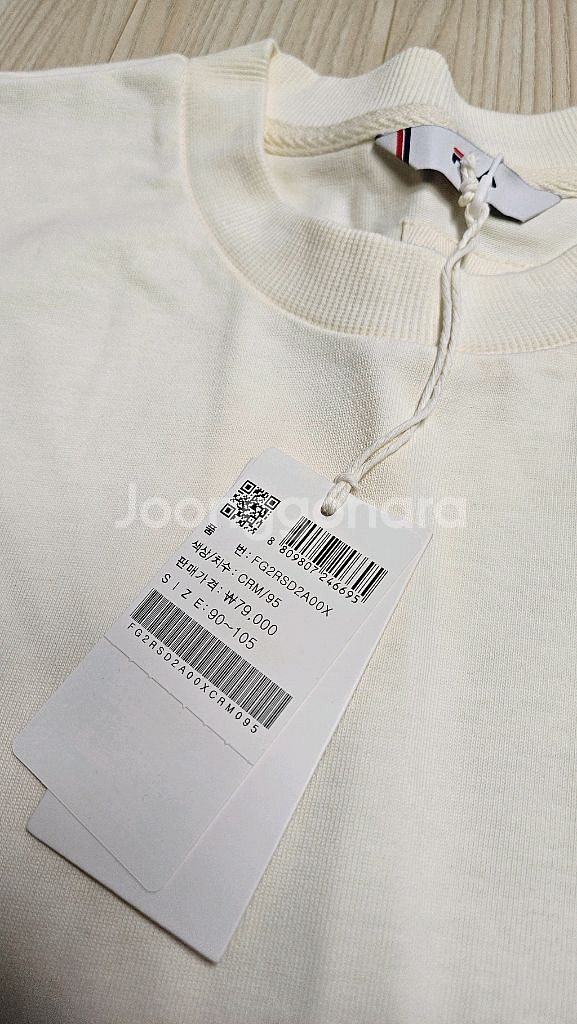 Joonggonara
8 809807 246695
품 번: FG2RSD2A00X
색상/치수: CRM/95
판매가격: ₩79,000
S I Z E: 90~105
FG2RSD2A00XCRM095